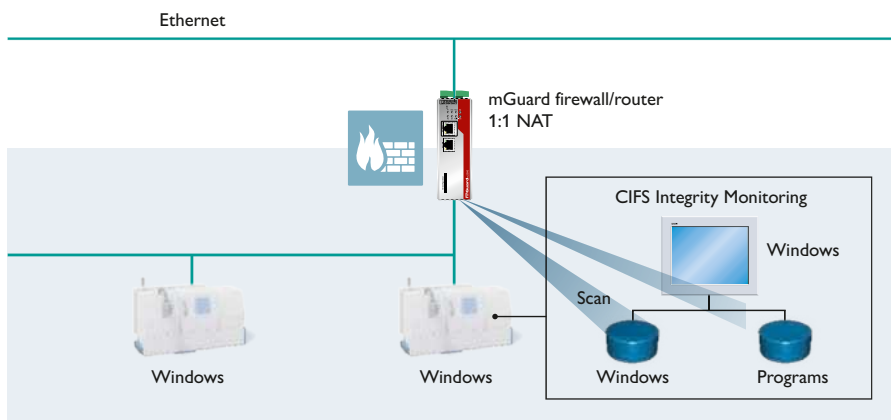 Ethernet
mGuard firewall/router
1:1 NAT
CIFS Integrity Monitoring
Windows
Scan
Windows
Windows
Windows
Programs